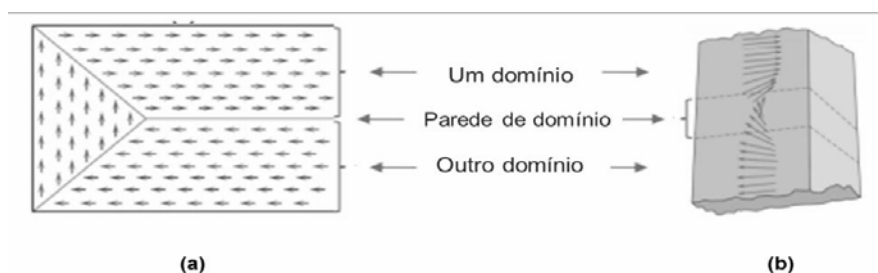 Um domínio
Parede de domínio
Outro domínio
(a)
(b)